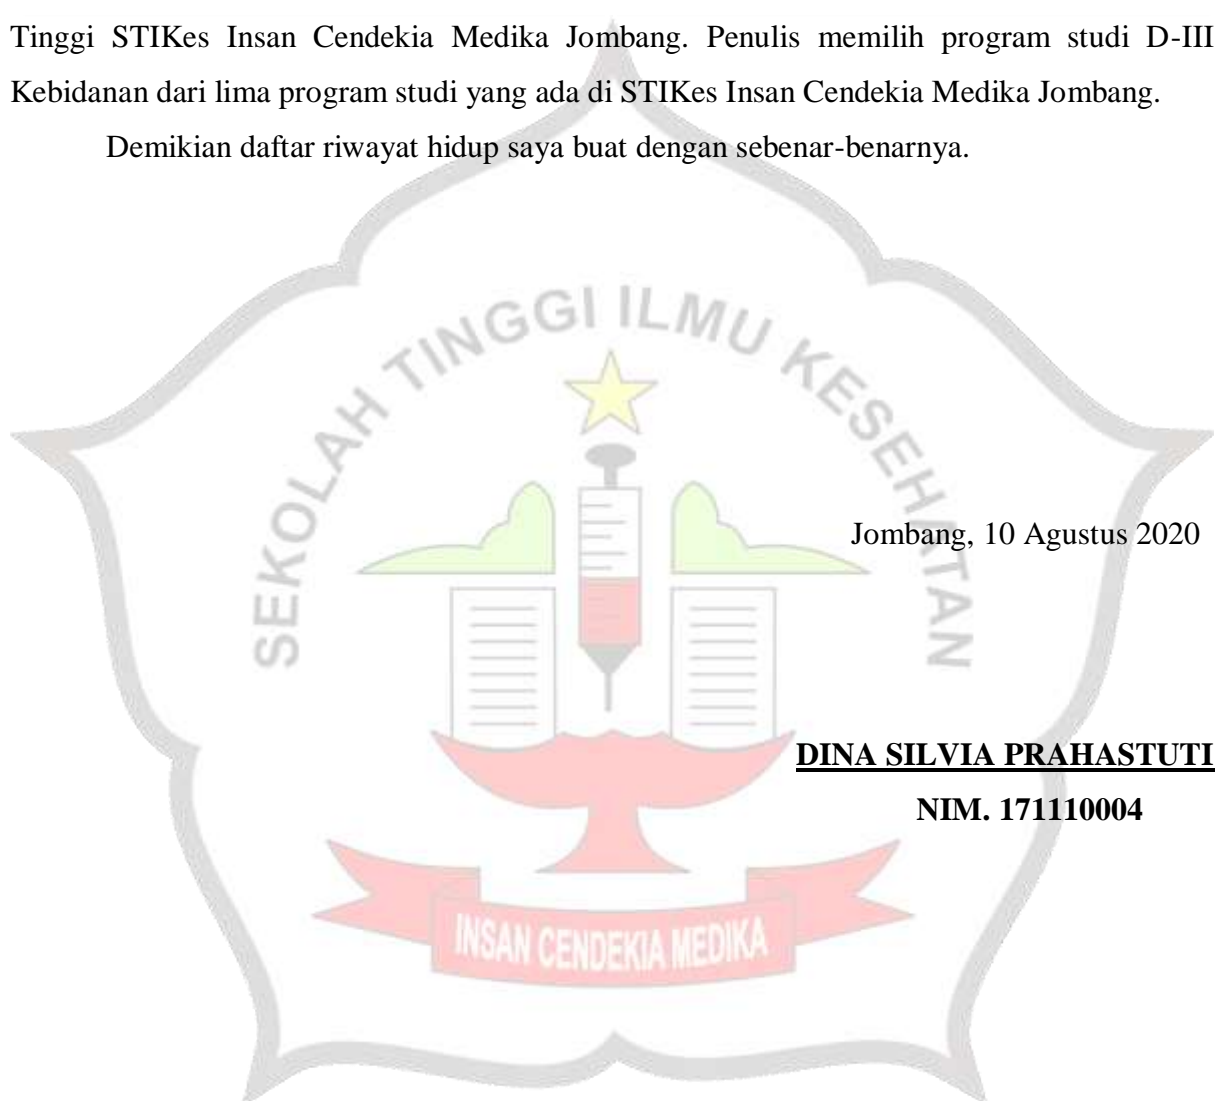 Tinggi STIKes Insan Cendekia Medika Jombang. Penulis memilih program studi D-III
Kebidanan dari lima program studi yang ada di STIKes Insan Cendekia Medika Jombang.
Demikian daftar riwayat hidup saya buat dengan sebenar-benarnya.
SEKOLAH TINGGI ILMU KESEHATAN
Jombang, 10 Agustus 2020
DINA SILVIA PRAHASTUTI
NIM. 171110004
INSAN CENDEKIA MEDIKA